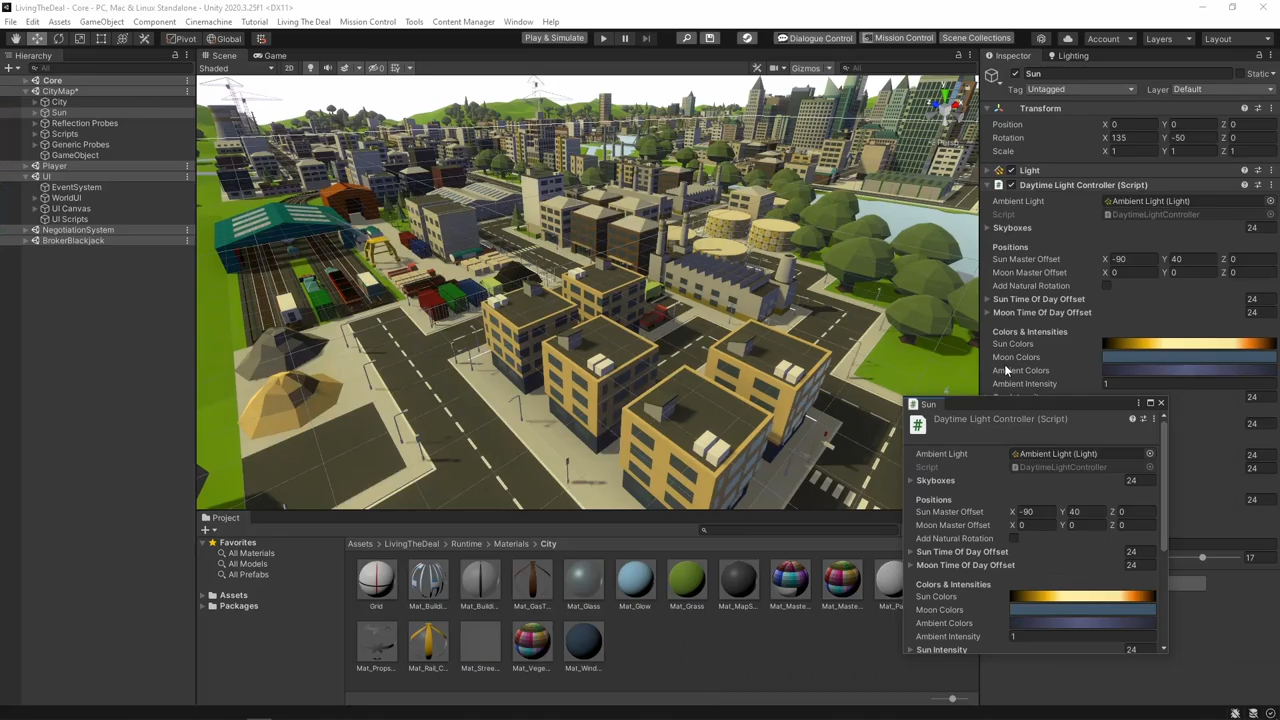 LivingTheDeal - Core - PC, Mac & Linux Standalone - Unity 2020.3.25f1 <DX11>
File Edit Assets GameObject Component Cinemachine Tutorial Living The Deal Mission Control Tools Content Manager Window Help
Pivot Global Play & Simulate Dialogue Control Mission Control Scene Collections Account Layers Layout
Hierarchy Scene Game Inspector Lighting
All Shaded 2D 0 Gizmos All
Core
CityMap*
City
Sun
Reflection Probes
Scripts
Generic Probes
GameObject
Player
UI
EventSystem
WorldUI
UI Canvas
UI Scripts
NegotiationSystem
BrokerBlackjack
Persp
Sun Static
Tag Untagged Layer Default
Transform
Position X 0 Y 0 Z 0
Rotation X 135 Y -50 Z 0
Scale X 1 Y 1 Z 1
Light
Daytime Light Controller (Script)
Ambient Light Ambient Light (Light)
Script DaytimeLightController
Skyboxes 24
Positions
Sun Master Offset X -90 Y 40 Z 0
Moon Master Offset X 0 Y 0 Z 0
Add Natural Rotation
Sun Time Of Day Offset 24
Moon Time Of Day Offset 24
Colors & Intensities
Sun Colors
Moon Colors
Ambient Colors
Ambient Intensity 1
24
24
24
24
24
17
Sun
Daytime Light Controller (Script)
Ambient Light Ambient Light (Light)
Script DaytimeLightController
Skyboxes 24
Positions
Sun Master Offset X -90 Y 40 Z 0
Moon Master Offset X 0 Y 0 Z 0
Add Natural Rotation
Sun Time Of Day Offset 24
Moon Time Of Day Offset 24
Colors & Intensities
Sun Colors
Moon Colors
Ambient Colors
Ambient Intensity 1
Sun Intensity 24
Project
Favorites
All Materials
All Models
All Prefabs
Assets
Packages
Assets > LivingTheDeal > Runtime > Materials > City
Grid Mat_Buildi... Mat_Buildi... Mat_GasT... Mat_Glass Mat_Glow Mat_Grass Mat_MapS... Mat_Maste... Mat_Maste... Mat_Pa
Mat_Props... Mat_Rail_C... Mat_Stree... Mat_Vege... Mat_Wind...